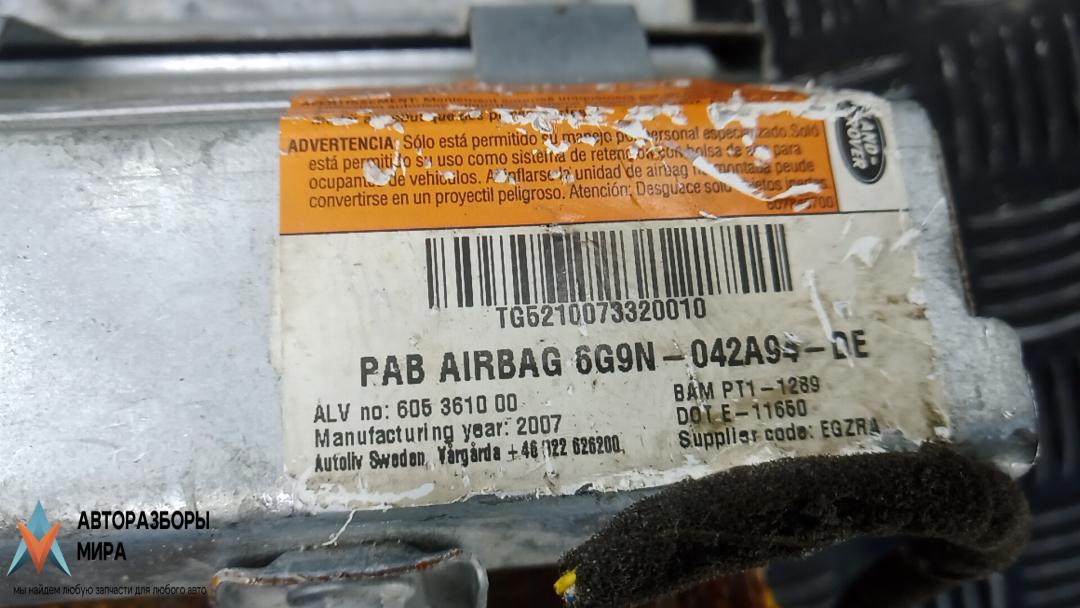 ADVERTENCIA: Sólo está permitido su manejo por personal especializado. Soló
está permitido su uso como sistema de retención con bolsa de aire para
ocupantes de vehículos. Al inflarse la unidad de airbag no montada peude
convertirse en un proyectil peligroso. Atención: Desguace solo
LAND-
ROVER
TG5210073320010
PAB AIRBAG 6G9N-042A94-DE
ALV no: 605 3610 00
Manufacturing year: 2007
Autoliv Sweden, Vårgårda +46 322 626200
BAM PT1-1289
DOT.E-11650
Supplier code: EGZRA
АВТОРАЗБОРЫ
МИРА
мы найдем любую запчасти для любого авто